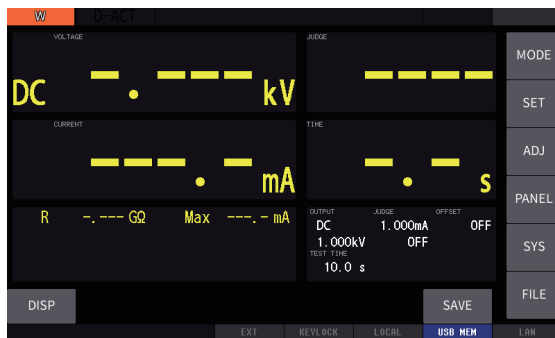 W D-ACT
VOLTAGE
DC -.--- kV
JUDGE
----
MODE
SET
CURRENT
---.- mA
TIME
-.- s
ADJ
PANEL
R -.--- GΩ Max ---.- mA
OUTPUT JUDGE OFFSET
DC 1.000mA OFF
1.000kV OFF
TEST TIME
10.0 s
SYS
FILE
DISP
SAVE
EXT KEYLOCK LOCAL USB MEM LAN